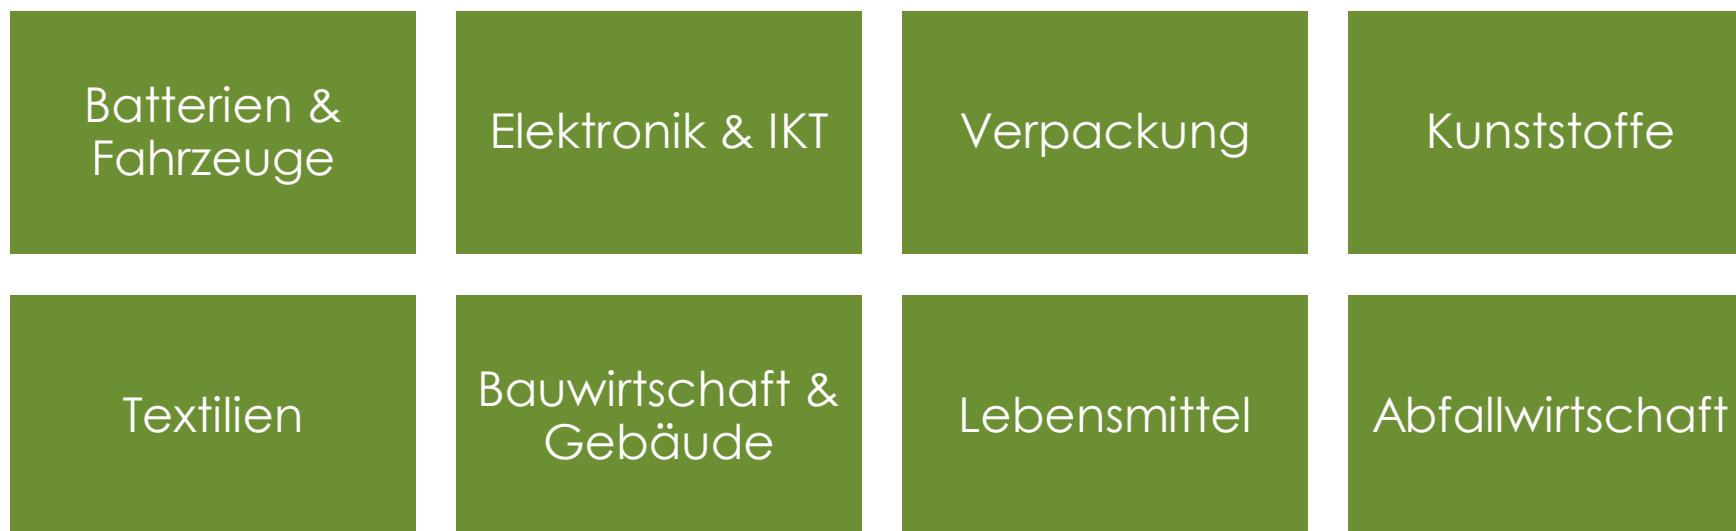 Batterien &
Fahrzeuge
Elektronik & IKT
Verpackung
Kunststoffe
Textilien
Bauwirtschaft &
Gebäude
Lebensmittel
Abfallwirtschaft